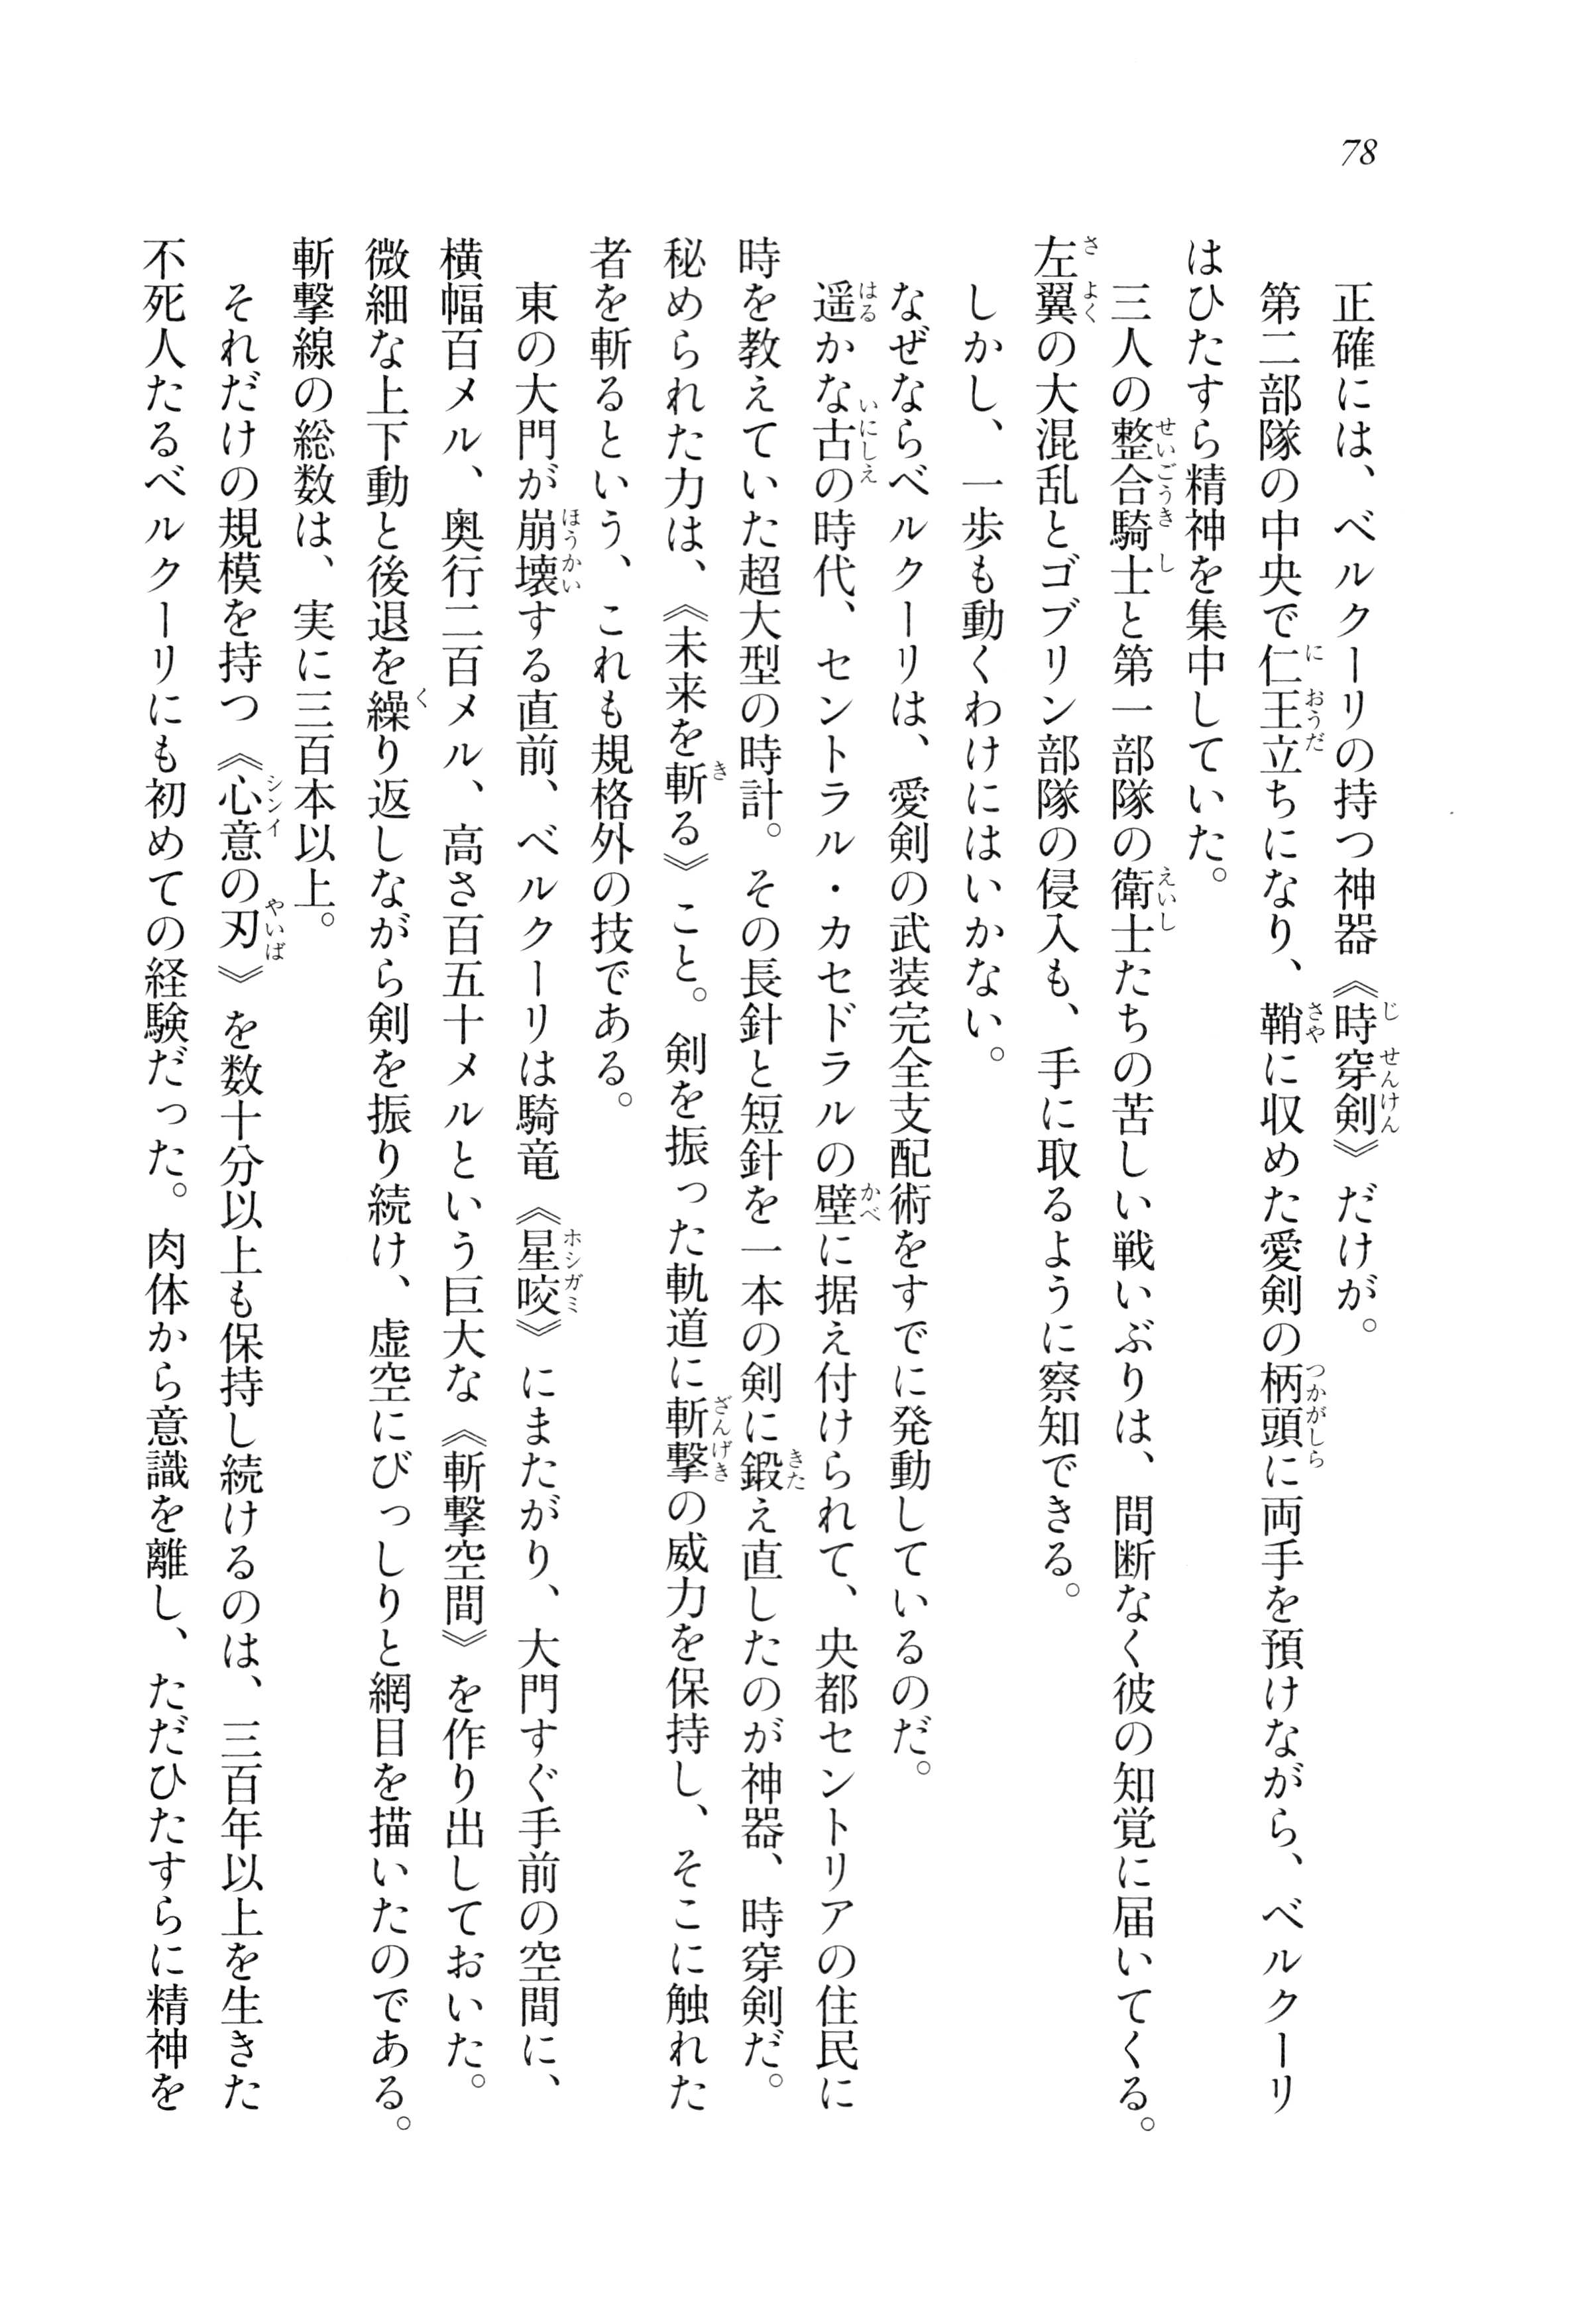 78
正確には、ベルクーリの持つ神器《時穿剣》だけが。
第二部隊の中央で仁王立ちになり、鞘に収めた愛剣の柄頭に両手を預けながら、ベルクーリ
はひたすら精神を集中していた。
三人の整合騎士と第一部隊の衛士たちの苦しい戦いぶりは、間断なく彼の知覚に届いてくる。
左翼の大混乱とゴブリン部隊の侵入も、手に取るように察知できる。
しかし、一歩も動くわけにはいかない。
なぜならベルクーリは、愛剣の武装完全支配術をすでに発動しているのだ。
遥かな古の時代、セントラル・カセドラルの壁に据え付けられて、央都セントリアの住民に
時を教えていた超大型の時計。その長針と短針を一本の剣に鍛え直したのが神器、時穿剣だ。
秘められた力は、《未来を斬る》こと。剣を振った軌道に斬撃の威力を保持し、そこに触れた
者を斬るという、これも規格外の技である。
東の大門が崩壊する直前、ベルクーリは騎竜《星咬》にまたがり、大門すぐ手前の空間に、
横幅百メル、奥行二百メル、高さ百五十メルという巨大な《斬撃空間》を作り出しておいた。
微細な上下動と後退を繰り返しながら剣を振り続け、虚空にびっしりと網目を描いたのである。
斬撃線の総数は、実に三百本以上。
それだけの規模を持つ《心意の刃》を数十分以上も保持し続けるのは、三百年以上を生きた
不死人たるベルクーリにも初めての経験だった。肉体から意識を離し、ただひたすらに精神を